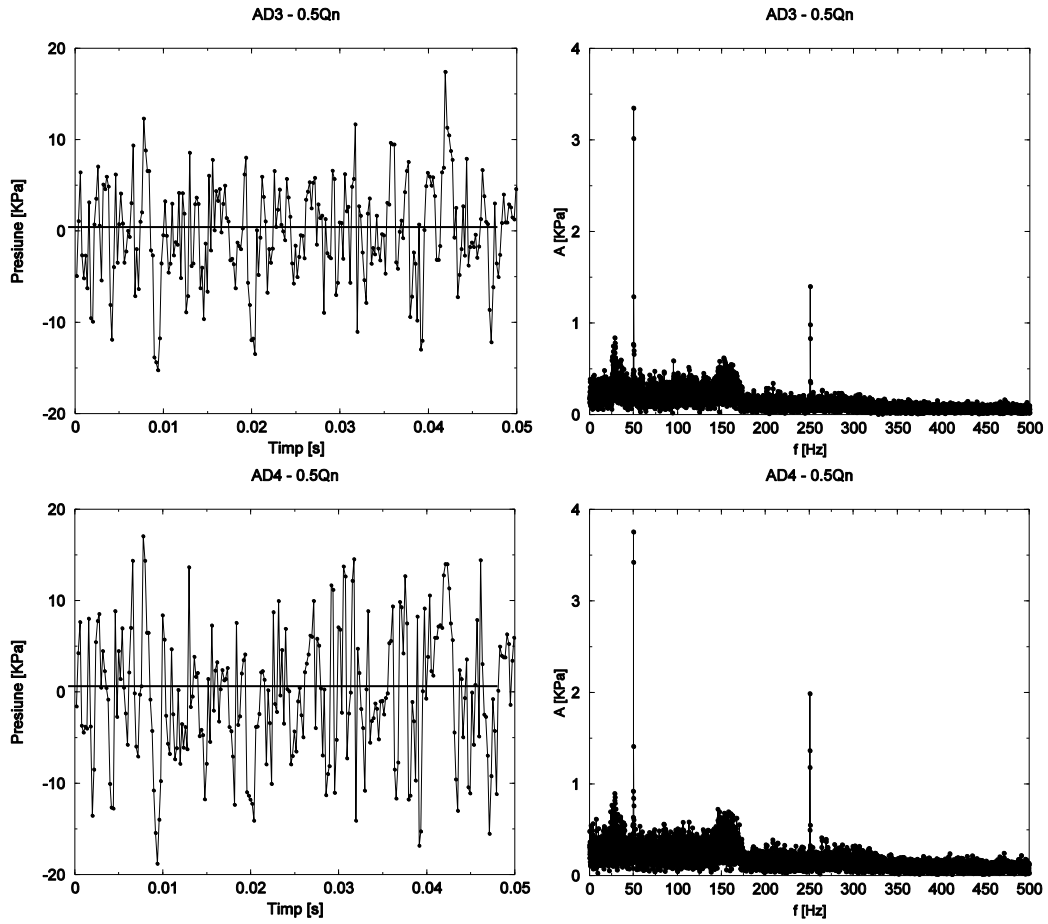 AD3 - 0.5Qn
20
10
0
-10
-20
Presiune [KPa]
0 0.01 0.02 0.03 0.04 0.05
Timp [s]
AD3 - 0.5Qn
4
3
2
1
0
A [KPa]
0 50 100 150 200 250 300 350 400 450 500
f [Hz]
AD4 - 0.5Qn
20
10
0
-10
-20
Presiune [KPa]
0 0.01 0.02 0.03 0.04 0.05
Timp [s]
AD4 - 0.5Qn
4
3
2
1
0
A [KPa]
0 50 100 150 200 250 300 350 400 450 500
f [Hz]